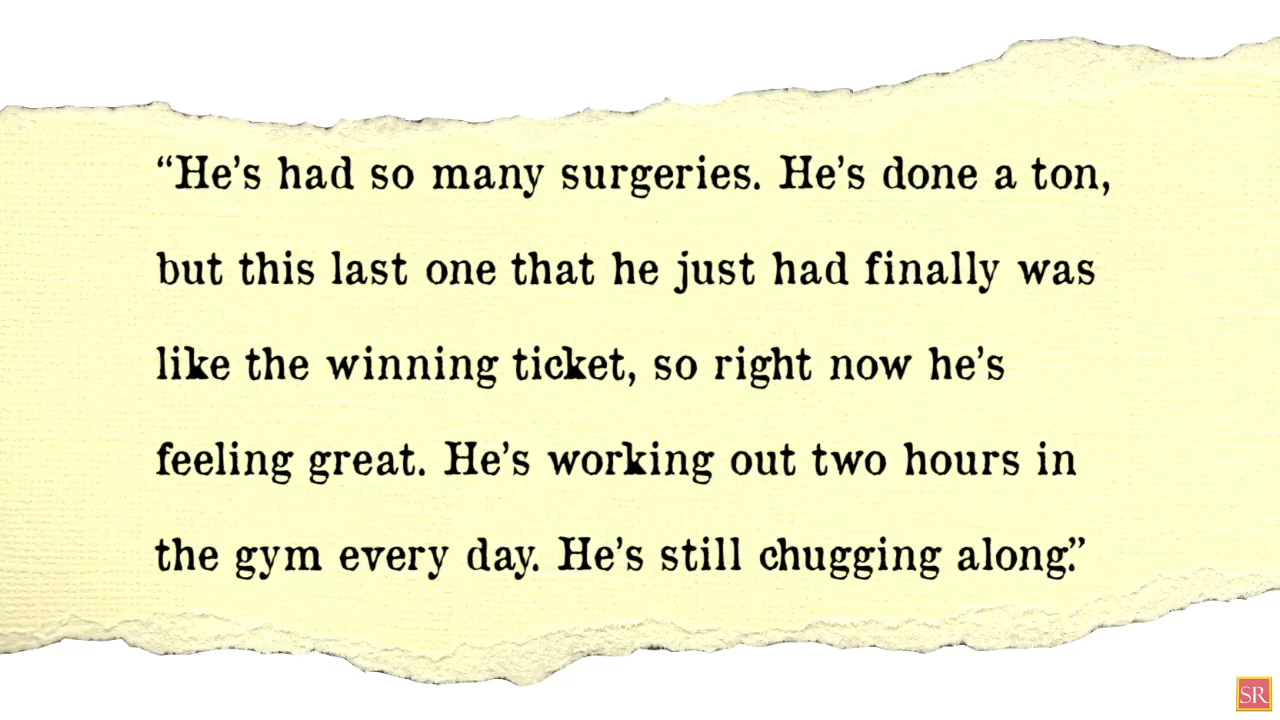 “He’s had so many surgeries. He’s done a ton,
but this last one that he just had finally was
like the winning ticket, so right now he’s
feeling great. He’s working out two hours in
the gym every day. He’s still chugging along.”
SR